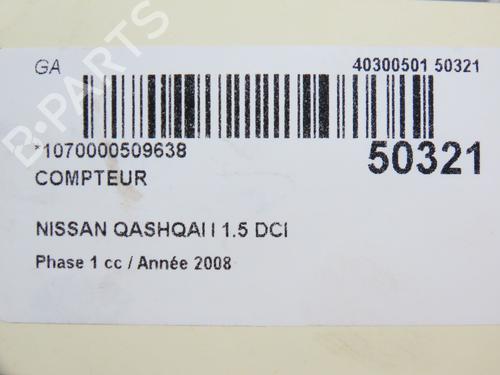 GA 40300501 50321
*1070000509638 50321
COMPTEUR
NISSAN QASHQAI I 1.5 DCI
Phase 1 cc / Année 2008
B-PARTS